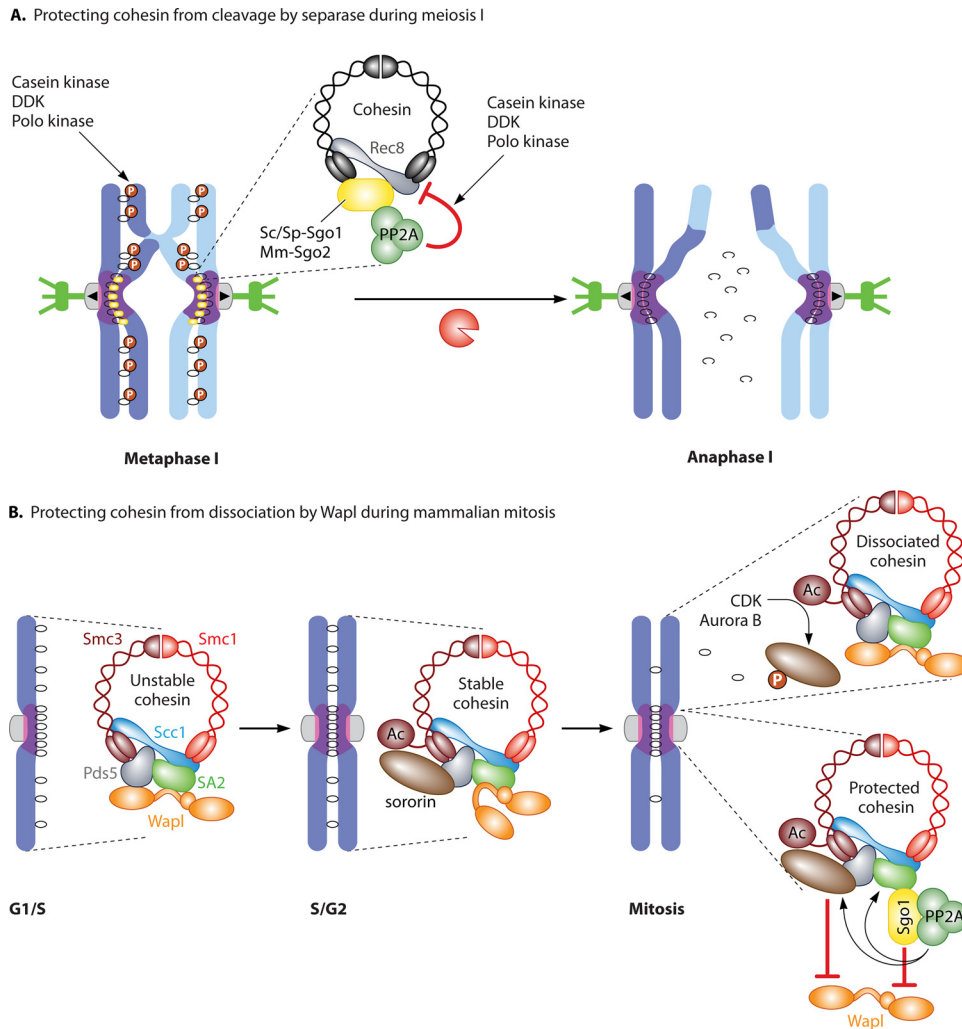 A. Protecting cohesin from cleavage by separase during meiosis I
Casein kinase
DDK
Polo kinase
Cohesin
Rec8
Casein kinase
DDK
Polo kinase
Sc/Sp-Sgo1
Mm-Sgo2
PP2A
P
P
P
P
P
P
P
P
P
P
P
P
P
P
C
C
C
C
C
C
C
C
C
C
Metaphase I
Anaphase I
B. Protecting cohesin from dissociation by Wapl during mammalian mitosis
Dissociated
cohesin
Ac
CDK
Aurora B
P
Smc3
Smc1
Unstable
cohesin
Scc1
Pds5
SA2
Wapl
Stable
cohesin
Ac
sororin
Protected
cohesin
Ac
Sgo1
PP2A
Wapl
G1/S
S/G2
Mitosis